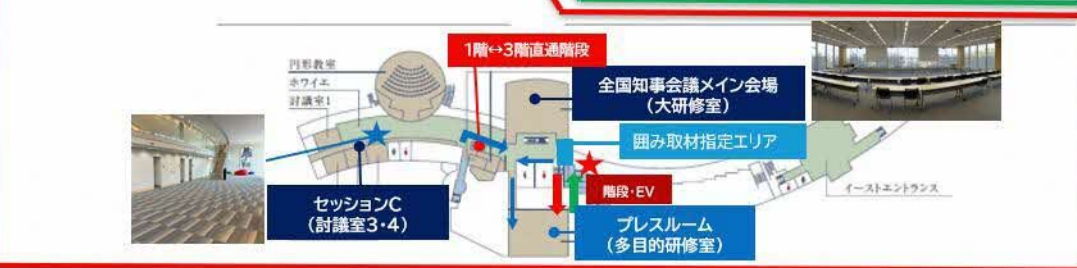 1階↔3階直通階段
円形教室
ホワイエ
討議室1
全国知事会議メイン会場
(大研修室)
囲み取材指定エリア
階段・EV
イーストエントランス
セッションC
(討議室3・4)
プレスルーム
(多目的研修室)